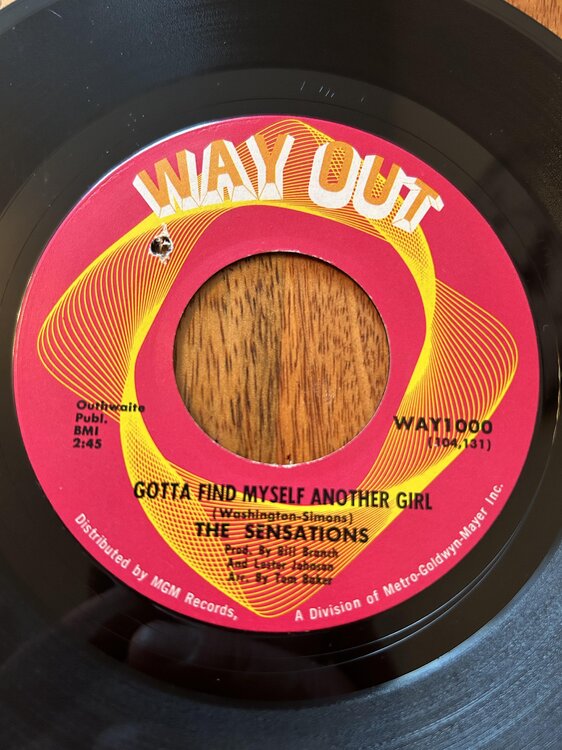 WAY OUT
Outhwaite
Publ.
BMI
2:45
WAY1000
(104,131)
GOTTA FIND MYSELF ANOTHER GIRL
(Washington-Simons)
THE SENSATIONS
Prod. By Bill Branch
And Lester Johnson
Arr. By Tom Baker
Distributed by MGM Records, A Division of Metro-Goldwyn-Mayer Inc.